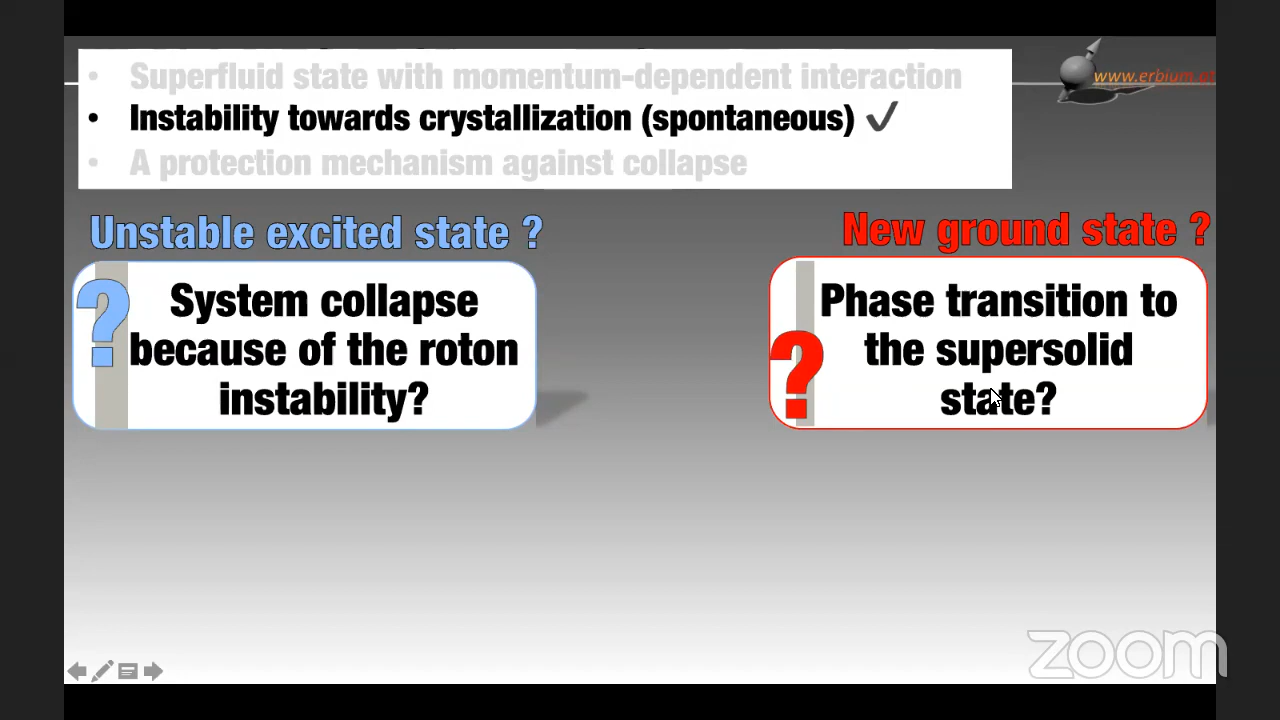 • Superfluid state with momentum-dependent interaction
www.erbium.at
• Instability towards crystallization (spontaneous) ✓
• A protection mechanism against collapse
Unstable excited state ?
New ground state ?
?
System collapse
because of the roton
instability?
?
Phase transition to
the supersolid
state?
zoom